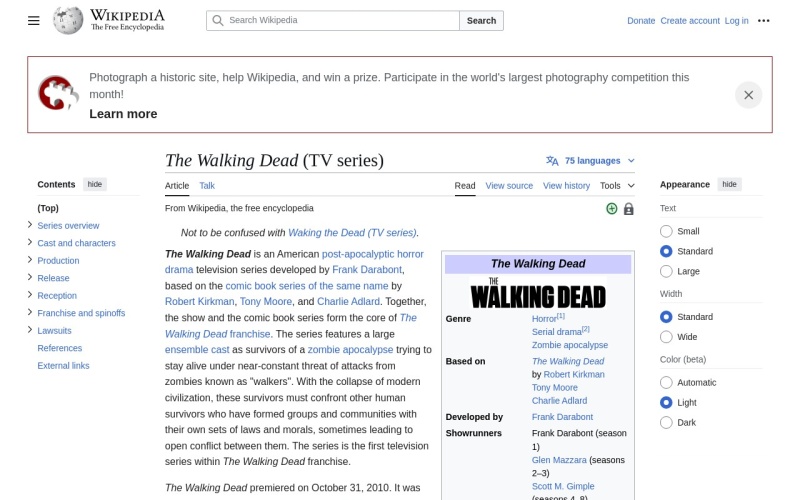 WIKIPEDIA
The Free Encyclopedia
Search Wikipedia
Search
Donate Create account Log in
Photograph a historic site, help Wikipedia, and win a prize. Participate in the world's largest photography competition this
month!
Learn more
Contents hide
(Top)
Series overview
Cast and characters
Production
Release
Reception
Franchise and spinoffs
Lawsuits
References
External links
The Walking Dead (TV series)
75 languages
Article Talk
Read View source View history Tools
From Wikipedia, the free encyclopedia
Not to be confused with Waking the Dead (TV series).
The Walking Dead is an American post-apocalyptic horror
drama television series developed by Frank Darabont,
based on the comic book series of the same name by
Robert Kirkman, Tony Moore, and Charlie Adlard. Together,
the show and the comic book series form the core of The
Walking Dead franchise. The series features a large
ensemble cast as survivors of a zombie apocalypse trying to
stay alive under near-constant threat of attacks from
zombies known as "walkers". With the collapse of modern
civilization, these survivors must confront other human
survivors who have formed groups and communities with
their own sets of laws and morals, sometimes leading to
open conflict between them. The series is the first television
series within The Walking Dead franchise.
The Walking Dead premiered on October 31, 2010. It was
The Walking Dead
THE
WALKING DEAD
Genre Horror[1]
Serial drama[2]
Zombie apocalypse
Based on The Walking Dead
by Robert Kirkman
Tony Moore
Charlie Adlard
Developed by Frank Darabont
Showrunners Frank Darabont (season
1)
Glen Mazzara (seasons
2–3)
Scott M. Gimple
(seasons 4–8)
Appearance hide
Text
Small
Standard
Large
Width
Standard
Wide
Color (beta)
Automatic
Light
Dark